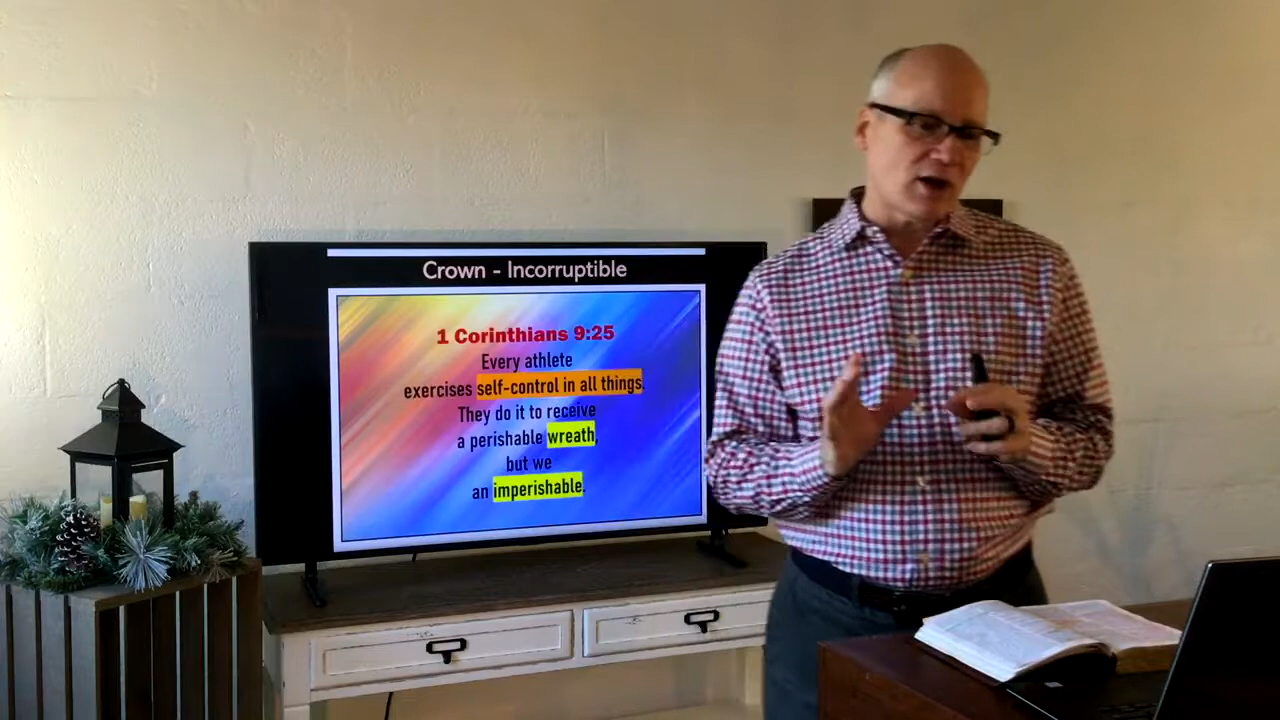 Crown - Incorruptible
1 Corinthians 9:25
Every athlete
exercises self-control in all things.
They do it to receive
a perishable wreath,
but we
an imperishable.